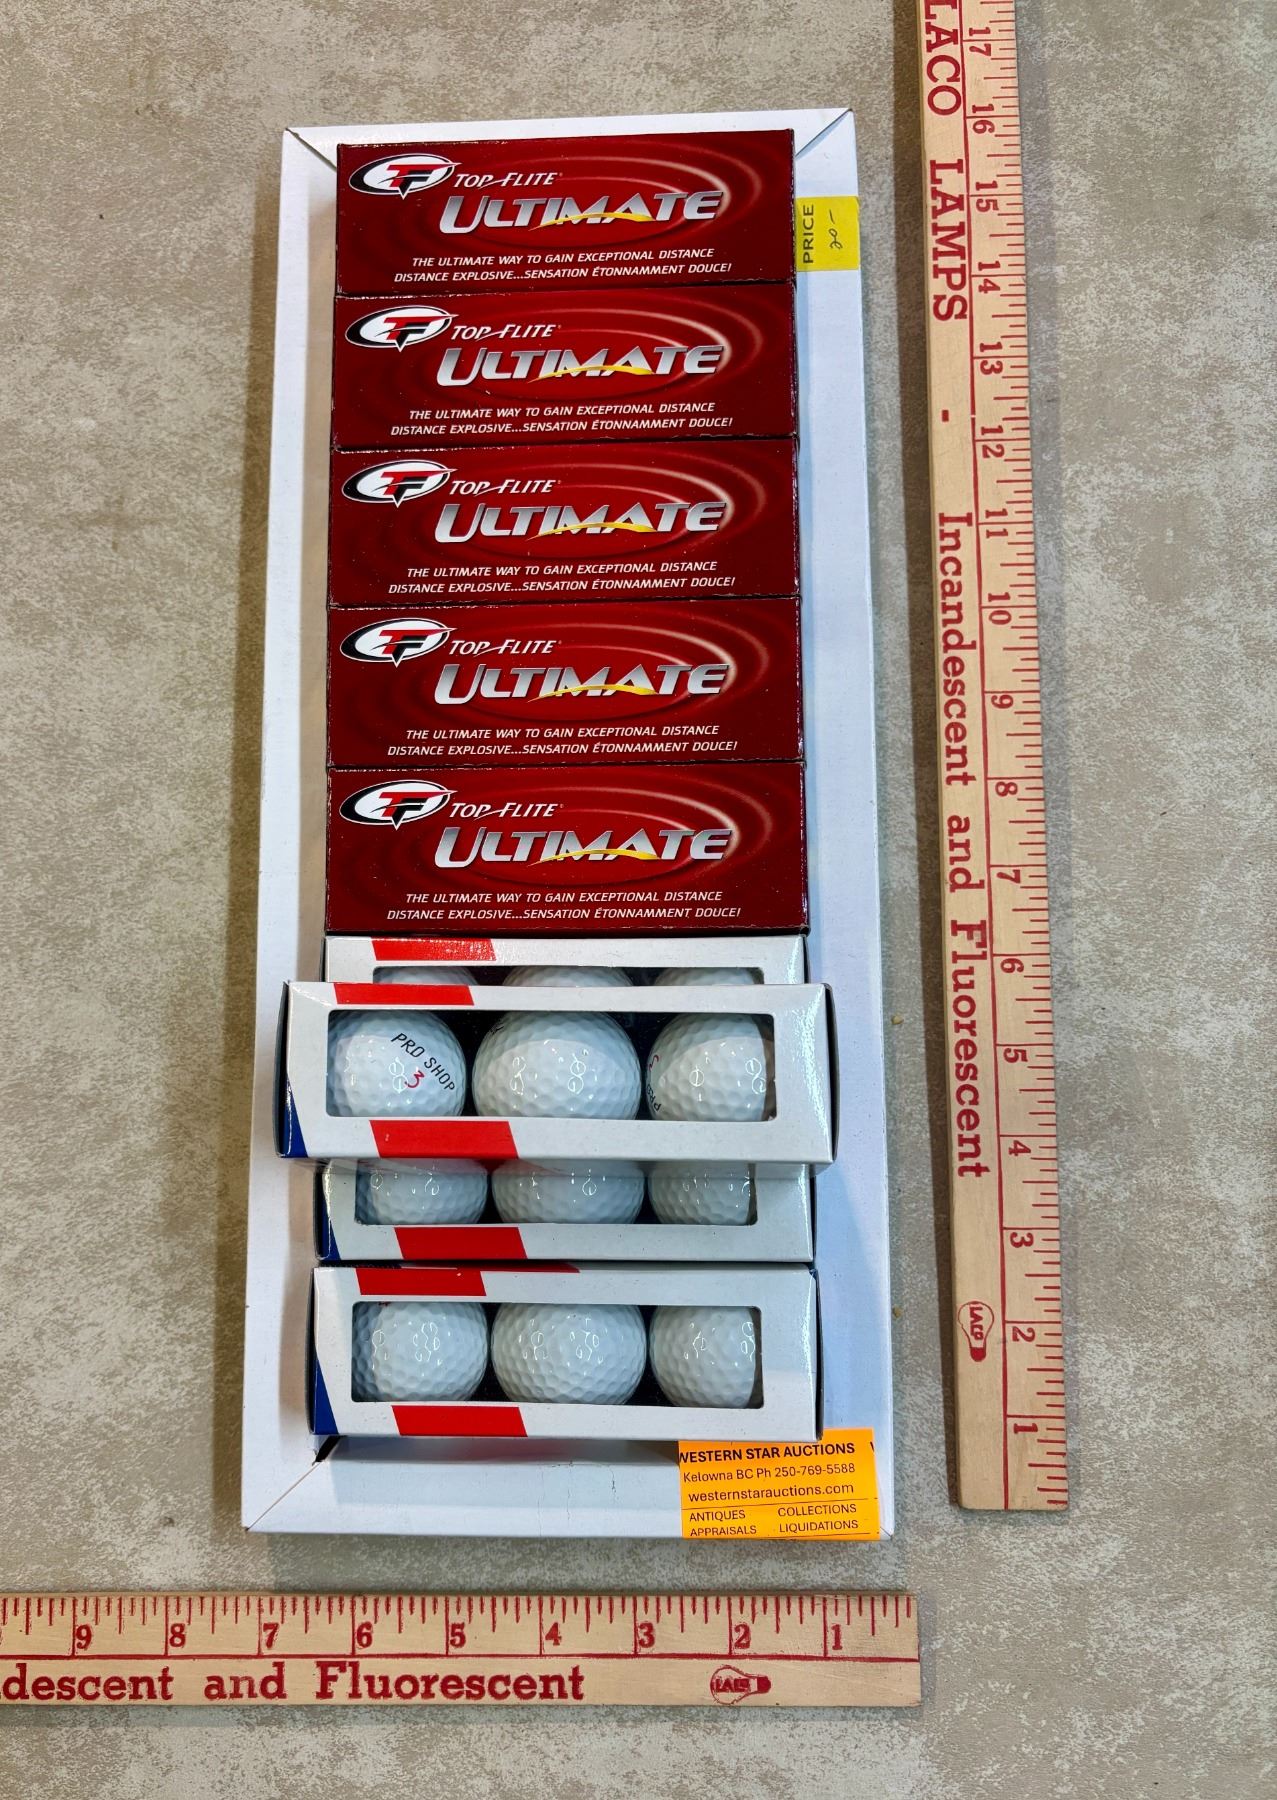 TOP-FLITE
ULTIMATE
THE ULTIMATE WAY TO GAIN EXCEPTIONAL DISTANCE
DISTANCE EXPLOSIVE...SENSATION ÉTONNAMMENT DOUCE!
PRICE
20-
TOP-FLITE
ULTIMATE
THE ULTIMATE WAY TO GAIN EXCEPTIONAL DISTANCE
DISTANCE EXPLOSIVE...SENSATION ÉTONNAMMENT DOUCE!
TOP-FLITE
ULTIMATE
THE ULTIMATE WAY TO GAIN EXCEPTIONAL DISTANCE
DISTANCE EXPLOSIVE...SENSATION ÉTONNAMMENT DOUCE!
TOP-FLITE
ULTIMATE
THE ULTIMATE WAY TO GAIN EXCEPTIONAL DISTANCE
DISTANCE EXPLOSIVE...SENSATION ÉTONNAMMENT DOUCE!
TOP-FLITE
ULTIMATE
THE ULTIMATE WAY TO GAIN EXCEPTIONAL DISTANCE
DISTANCE EXPLOSIVE...SENSATION ÉTONNAMMENT DOUCE!
PRO SHOP
3
WESTERN STAR AUCTIONS
Kelowna BC Ph 250-769-5588
westernstarauctions.com
ANTIQUES COLLECTIONS
APPRAISALS LIQUIDATIONS
17 16 15 14 13 12 11 10 9 8 7 6 5 4 3 2 1
LACO LAMPS - Incandescent and Fluorescent
LACO
9 8 7 6 5 4 3 2 1
descent and Fluorescent
LACO